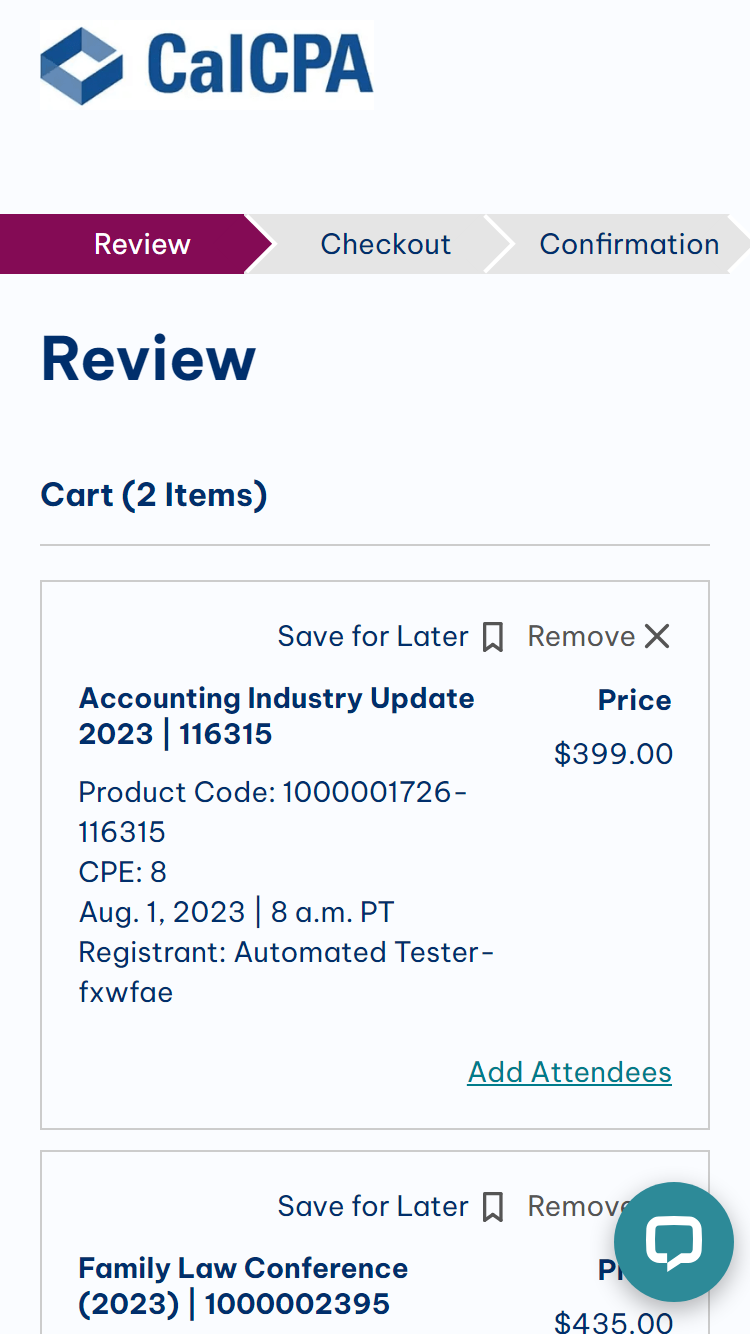 CalCPA
Review
Checkout
Confirmation
Review
Cart (2 Items)
Save for Later
Remove
Accounting Industry Update
2023 | 116315
Price
$399.00
Product Code: 1000001726-
116315
CPE: 8
Aug. 1, 2023 | 8 a.m. PT
Registrant: Automated Tester-
fxwfae
Add Attendees
Save for Later
Remove
Family Law Conference
(2023) | 1000002395
$435.00